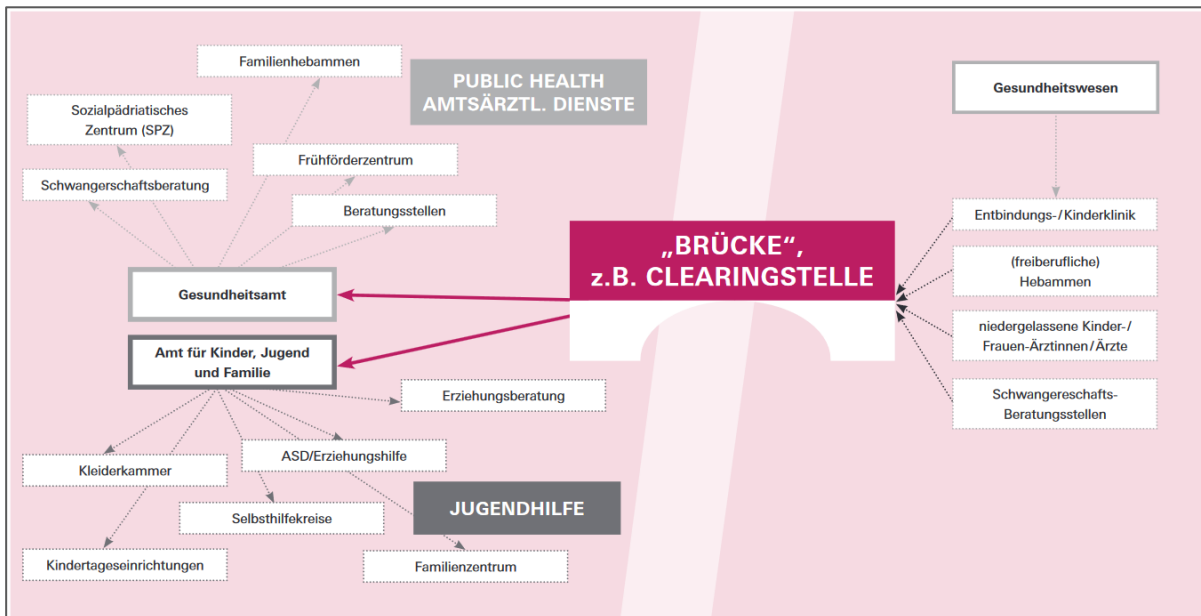 Familienhebammen
PUBLIC HEALTH
AMTSÄRZTL. DIENSTE
Gesundheitswesen
Sozialpädriatisches
Zentrum (SPZ)
Frühförderzentrum
Schwangerschaftsberatung
Beratungsstellen
Entbindungs-/Kinderklinik
„BRÜCKE“,
z.B. CLEARINGSTELLE
(freiberufliche)
Hebammen
Gesundheitsamt
niedergelassene Kinder-/
Frauen-Ärztinnen/Ärzte
Amt für Kinder, Jugend
und Familie
Erziehungsberatung
Schwangereschafts-
Beratungsstellen
ASD/Erziehungshilfe
Kleiderkammer
JUGENDHILFE
Selbsthilfekreise
Kindertageseinrichtungen
Familienzentrum